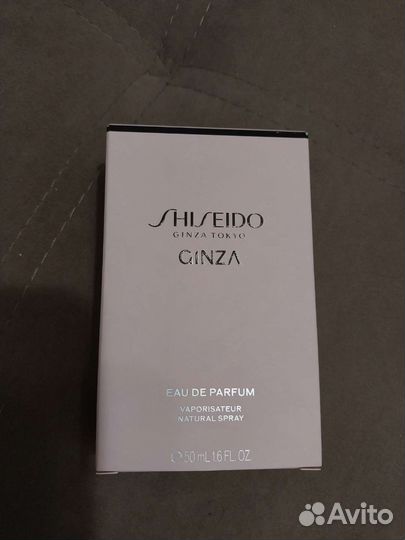 SHISEIDO
GINZA TOKYO
GINZA
EAU DE PARFUM
VAPORISATEUR
NATURAL SPRAY
℮ 50 mL 1.6 FL. OZ.
Avito